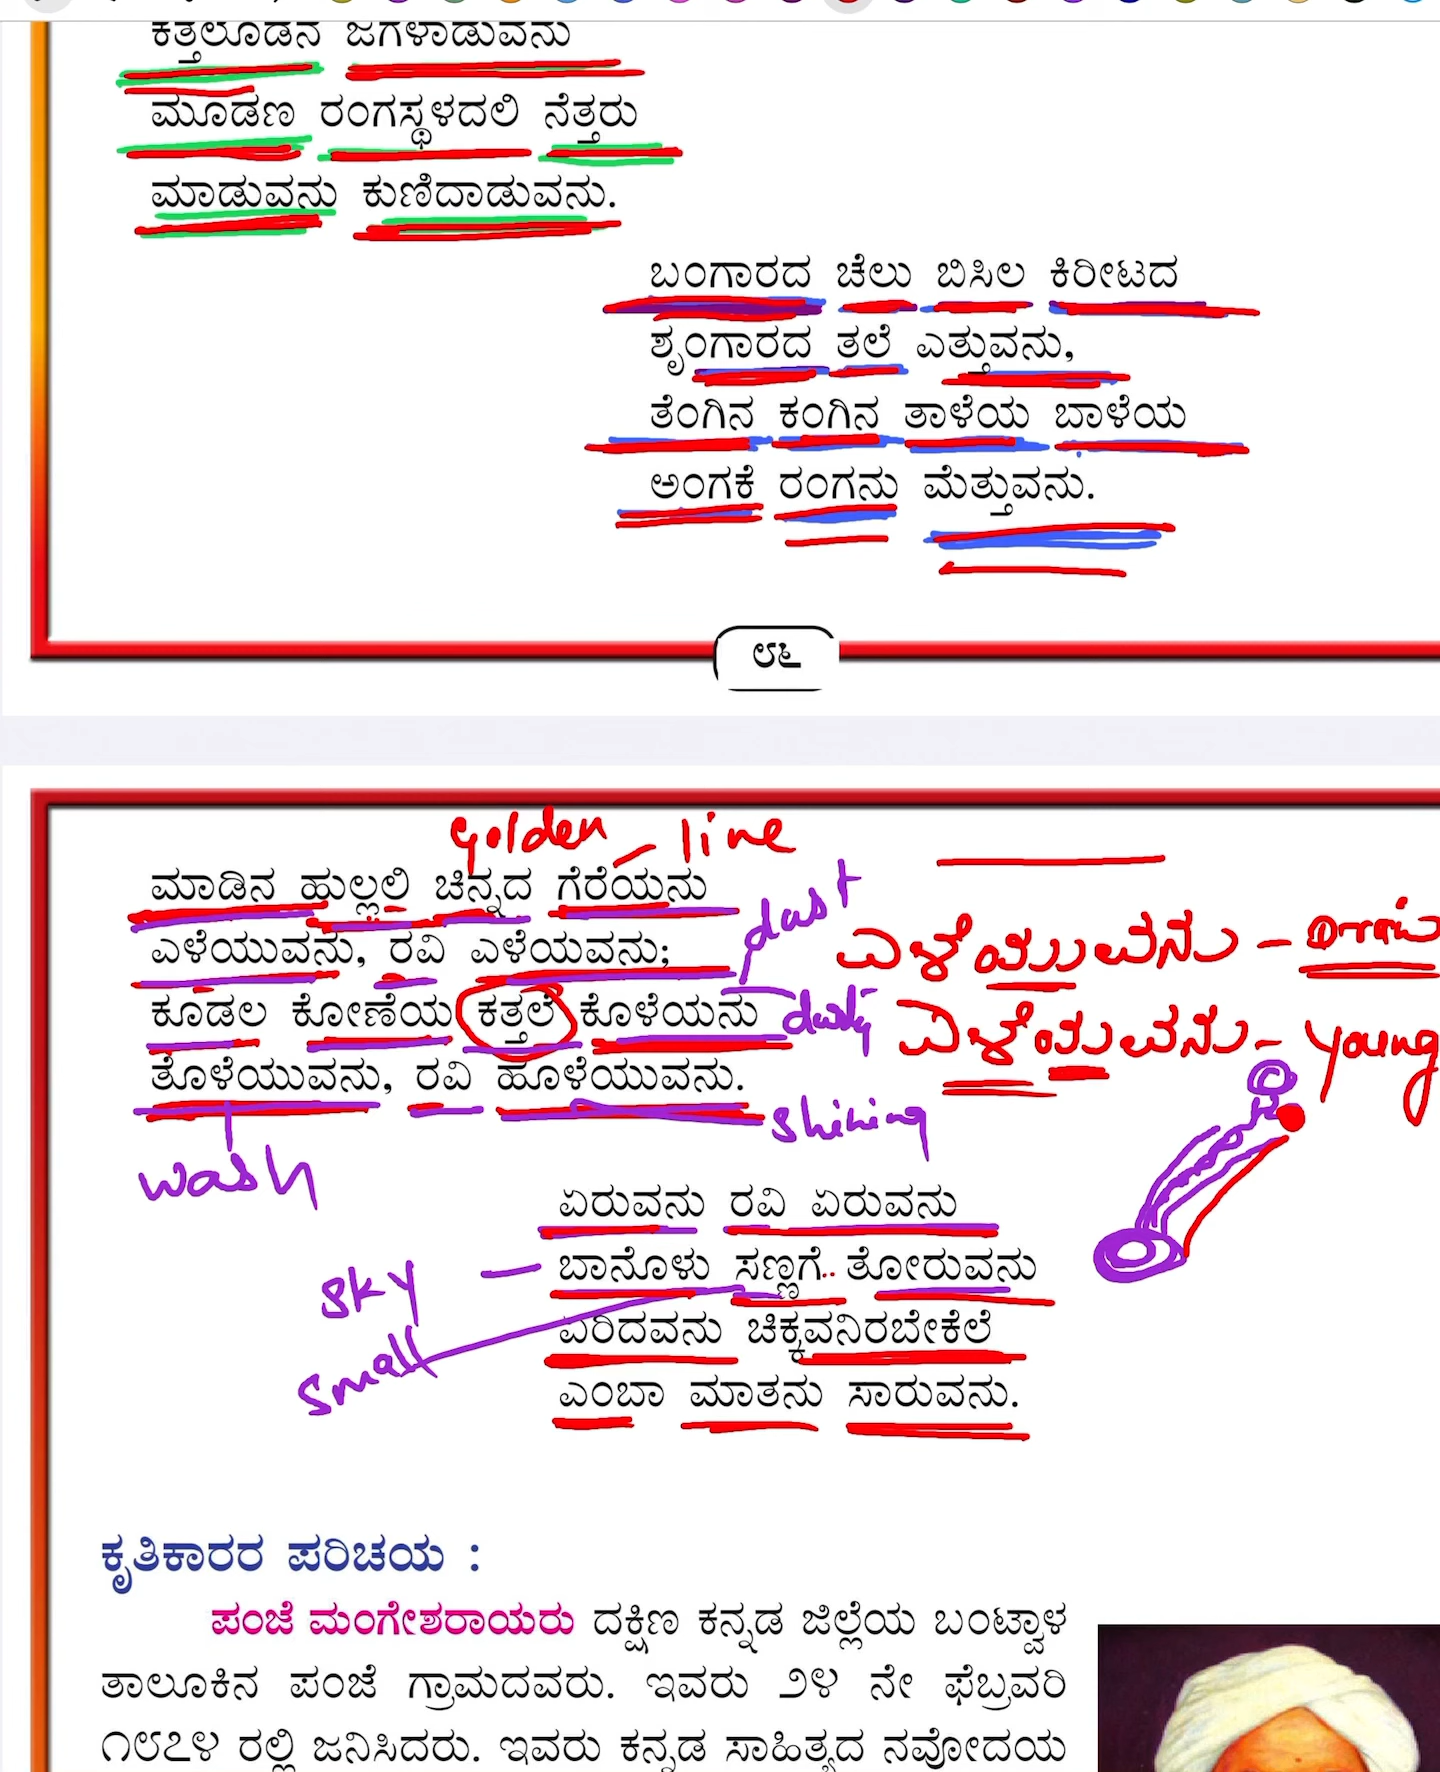 ಕತ್ತಲೊಡನೆ ಜಗಳಾಡುವನು
ಮೂಡಣ ರಂಗಸ್ಥಳದಲಿ ನೆತ್ತರು
ಮಾಡುವನು ಕುಣಿದಾಡುವನು.
ಬಂಗಾರದ ಚೆಲು ಬಿಸಿಲ ಕಿರೀಟದ
ಶೃಂಗಾರದ ತಲೆ ಎತ್ತುವನು,
ತೆಂಗಿನ ಕಂಗಿನ ತಾಳೆಯ ಬಾಳೆಯ
ಅಂಗಕೆ ರಂಗನು ಮೆತ್ತುವನು.
೮೬
golden line
ಮಾಡಿನ ಹುಲ್ಲಲಿ ಚಿನ್ನದ ಗೆರೆಯನು
dust
ಎಳೆಯುವನು, ರವಿ ಎಳೆಯವನು;
ಎಳೆಯುವನು - Draw
ಕೂಡಲ ಕೋಣೆಯ ಕತ್ತಲೆ ಕೊಳೆಯನು
dusty
ಎಳೆಯವನು - young
ತೊಳೆಯುವನು, ರವಿ ಹೊಳೆಯುವನು.
shining
wash
ಏರುವನು ರವಿ ಏರುವನು
sky
ಬಾನೊಳು ಸಣ್ಣಗೆ ತೋರುವನು
small
ಏರಿದವನು ಚಿಕ್ಕವನಿರಬೇಕೆಲೆ
ಎಂಬಾ ಮಾತನು ಸಾರುವನು.
ಕೃತಿಕಾರರ ಪರಿಚಯ :
ಪಂಜೆ ಮಂಗೇಶರಾಯರು ದಕ್ಷಿಣ ಕನ್ನಡ ಜಿಲ್ಲೆಯ ಬಂಟ್ವಾಳ
ತಾಲೂಕಿನ ಪಂಜೆ ಗ್ರಾಮದವರು. ಇವರು ೨೪ ನೇ ಫೆಬ್ರವರಿ
೧೮೭೪ ರಲ್ಲಿ ಜನಿಸಿದರು. ಇವರು ಕನ್ನಡ ಸಾಹಿತ್ಯದ ನವೋದಯ